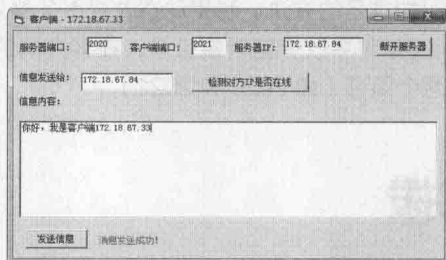 客户端 - 172.18.67.33
服务器端口： 2020 客户端端口： 2021 服务器IP： 172.18.67.84 断开服务器
信息发送给： 172.18.67.84 检测对方IP是否在线
信息内容：
你好，我是客户端172.18.67.33
发送信息 消息发送成功！